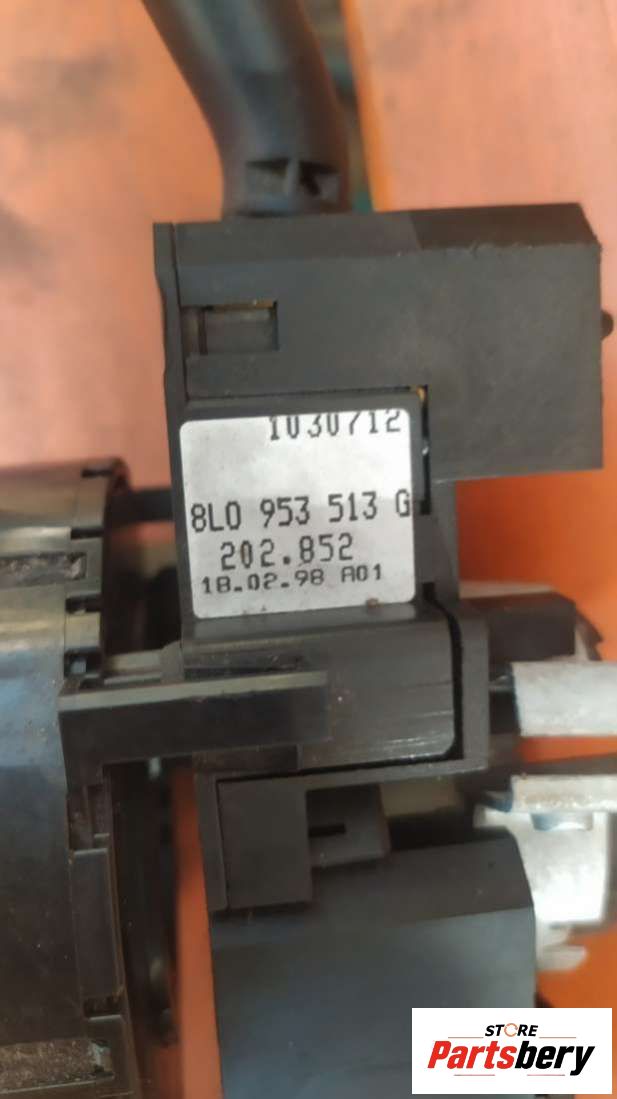 1030712
8L0 953 513 G
202.852
18.02.98 A01
STORE
Partsbery